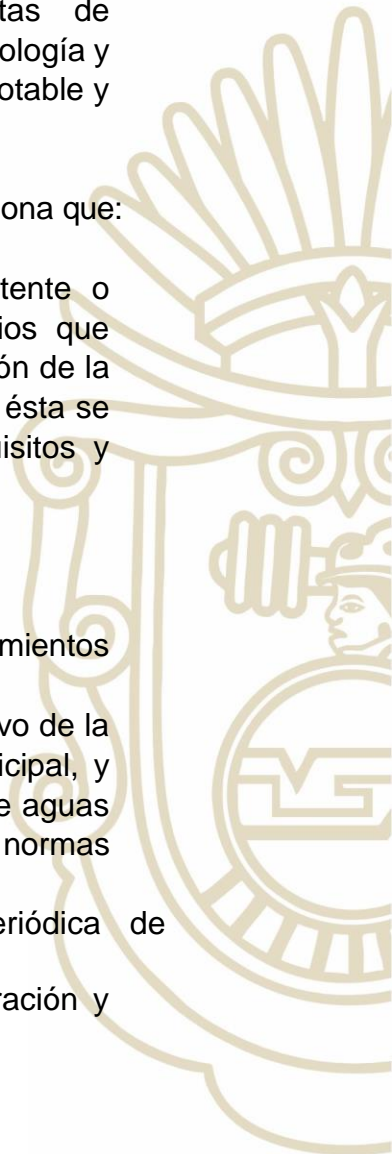 tas de
ología y
otable y
ona que:
tente o
ios que
ón de la
ésta se
uisitos y
mientos
vo de la
icipal, y
e aguas
normas
eriódica de
ración y